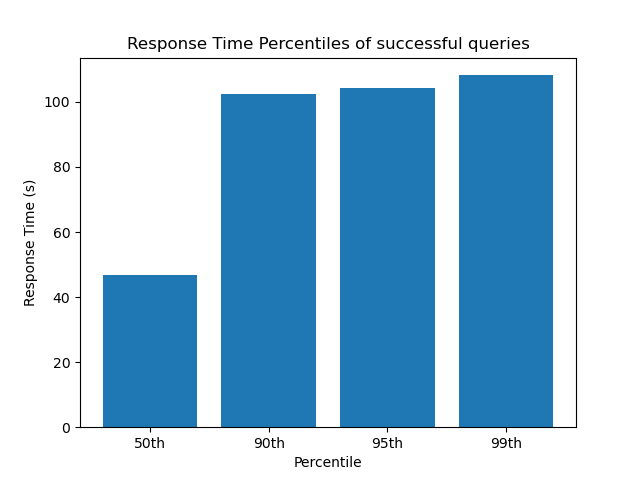 Response Time Percentiles of successful queries
100
80
60
40
20
0
Response Time (s)
50th 90th 95th 99th
Percentile